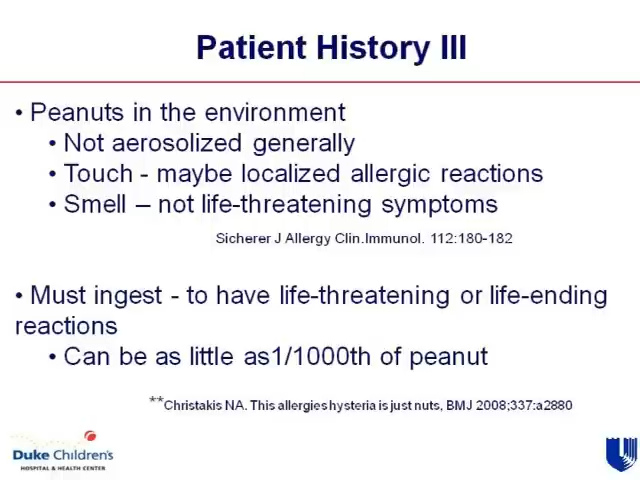 Patient History III
• Peanuts in the environment
• Not aerosolized generally
• Touch - maybe localized allergic reactions
• Smell – not life-threatening symptoms
Sicherer J Allergy Clin.Immunol. 112:180-182
• Must ingest - to have life-threatening or life-ending
reactions
• Can be as little as1/1000th of peanut
**Christakis NA. This allergies hysteria is just nuts, BMJ 2008;337:a2880
Duke Children's
HOSPITAL & HEALTH CENTER